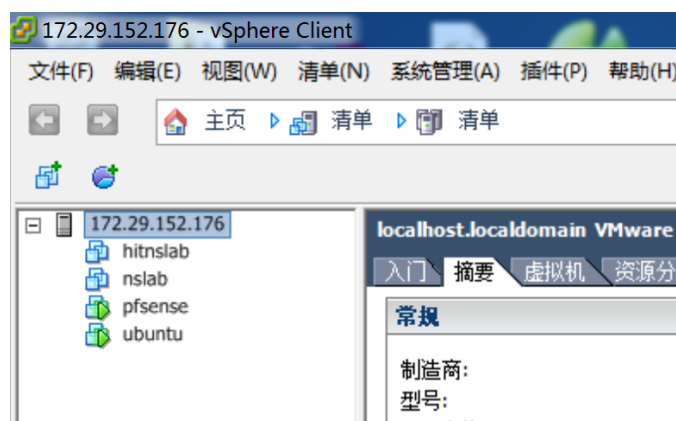 172.29.152.176 - vSphere Client
文件(F) 编辑(E) 视图(W) 清单(N) 系统管理(A) 插件(P) 帮助(H)
主页 清单 清单
172.29.152.176
hitnslab
nslab
pfsense
ubuntu
localhost.localdomain VMware
入门 摘要 虚拟机 资源分
常规
制造商:
型号: